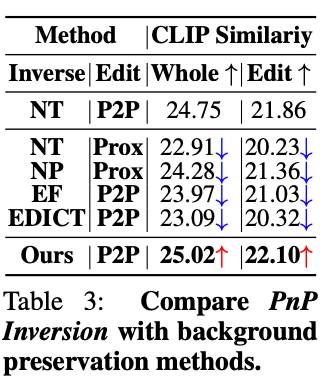 Method |CLIP Similariy
Inverse|Edit|Whole ↑|Edit ↑
NT |P2P| 24.75 |21.86
NT |Prox|22.91↓|20.23↓
NP |Prox|24.28↓|21.36↓
EF |P2P|23.97↓|21.03↓
EDICT|P2P|23.09↓|20.32↓
Ours |P2P|25.02↑|22.10↑
Table 3: Compare PnP
Inversion with background
preservation methods.